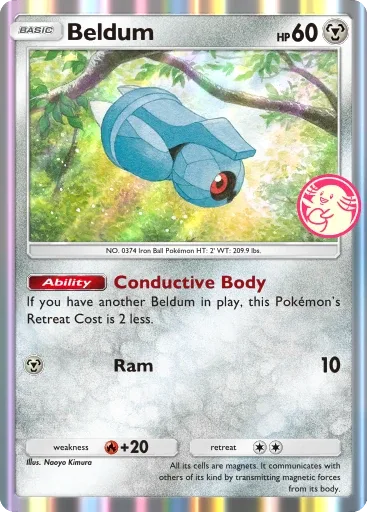 BASIC Beldum HP 60
NO. 0374 Iron Ball Pokémon HT: 2' WT: 209.9 lbs.
Ability Conductive Body
If you have another Beldum in play, this Pokémon's
Retreat Cost is 2 less.
Ram 10
weakness +20 retreat
Illus. Naoyo Kimura
All its cells are magnets. It communicates with
others of its kind by transmitting magnetic forces
from its body.